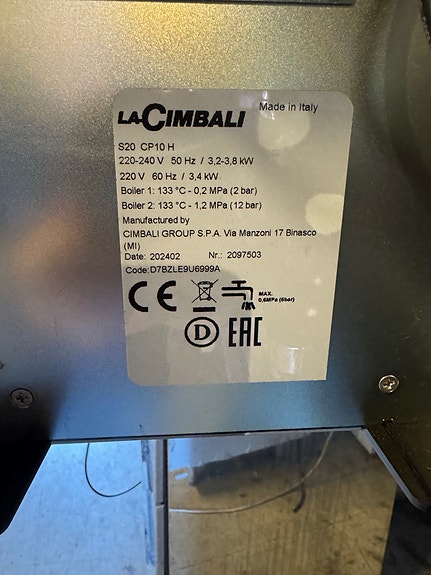 LACIMBALI
Made in Italy
S20 CP10 H
220-240 V 50 Hz / 3,2-3,8 kW
220 V 60 Hz / 3,4 kW
Boiler 1: 133 °C - 0,2 MPa (2 bar)
Boiler 2: 133 °C - 1,2 MPa (12 bar)
Manufactured by
CIMBALI GROUP S.P.A. Via Manzoni 17 Binasco
(MI)
Date: 202402 Nr.: 2097503
Code: D7BZLE9U6999A
CE
MAX.
0,6MPa (6bar)
D EAC